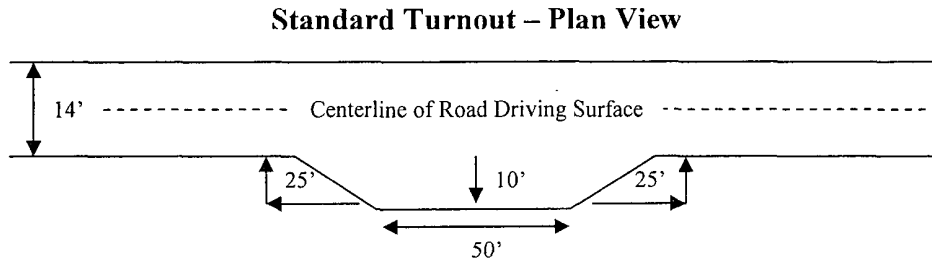 Standard Turnout – Plan View
14’
Centerline of Road Driving Surface
25’
10’
25’
50’